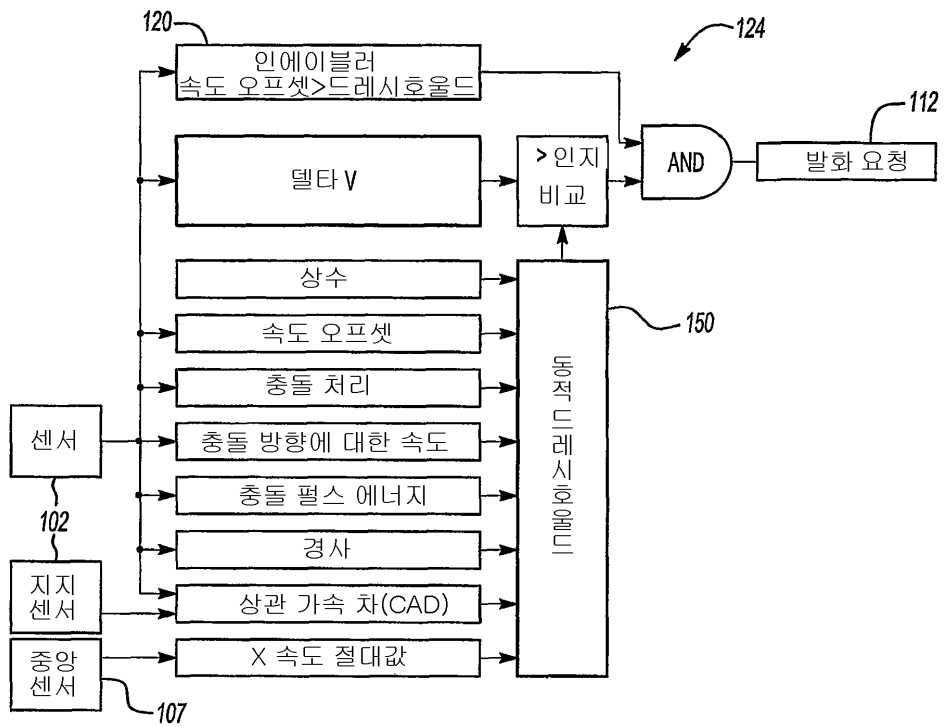 120
인에이블러
속도 오프셋>드레시호울드
124
112
델타 V
>인지
비교
AND
발화 요청
상수
속도 오프셋
150
충돌 처리
동적드레시호울드
센서
충돌 방향에 대한 속도
충돌 펄스 에너지
102
경사
지지
센서
상관 가속 차(CAD)
중앙
센서
X 속도 절대값
107